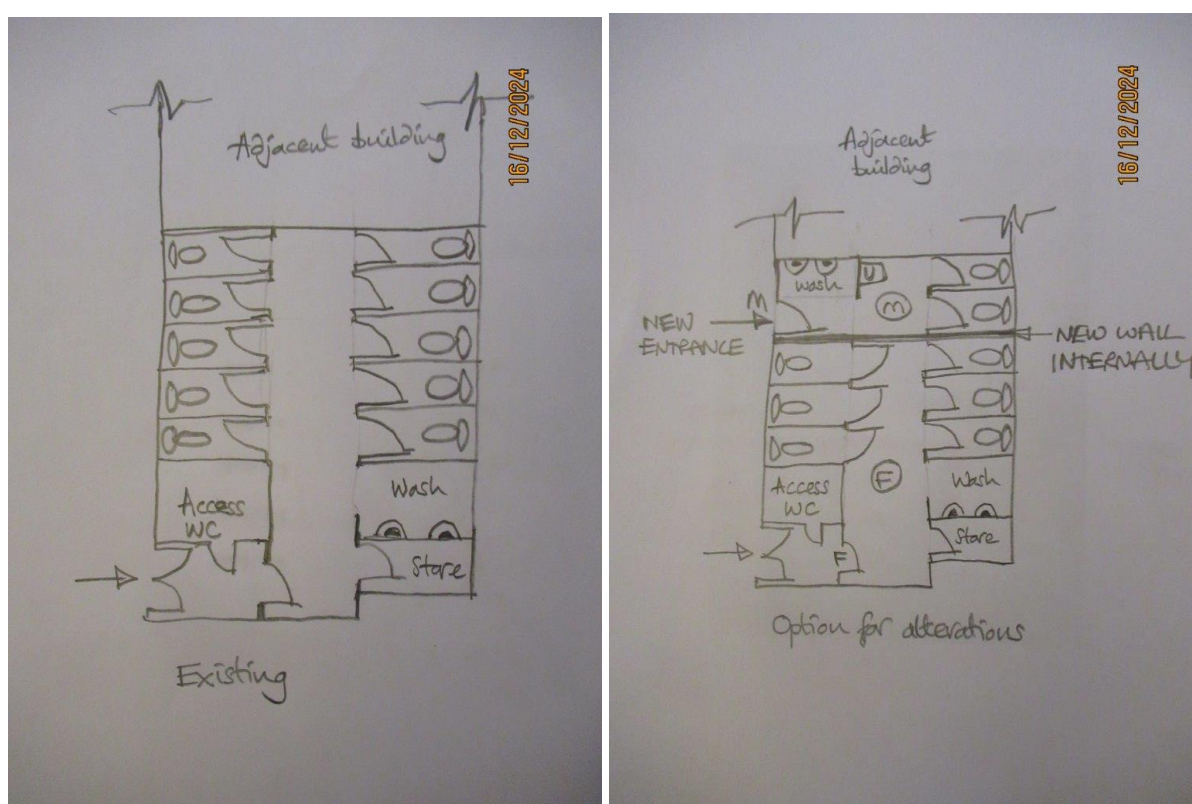 Adjacent building
16/12/2024
Access
WC
Wash
Store
Existing
Adjacent
building
16/12/2024
Wash
U
M
M
NEW
ENTRANCE
NEW WALL
INTERNALLY
F
Access
WC
Wash
Store
F
Option for alterations